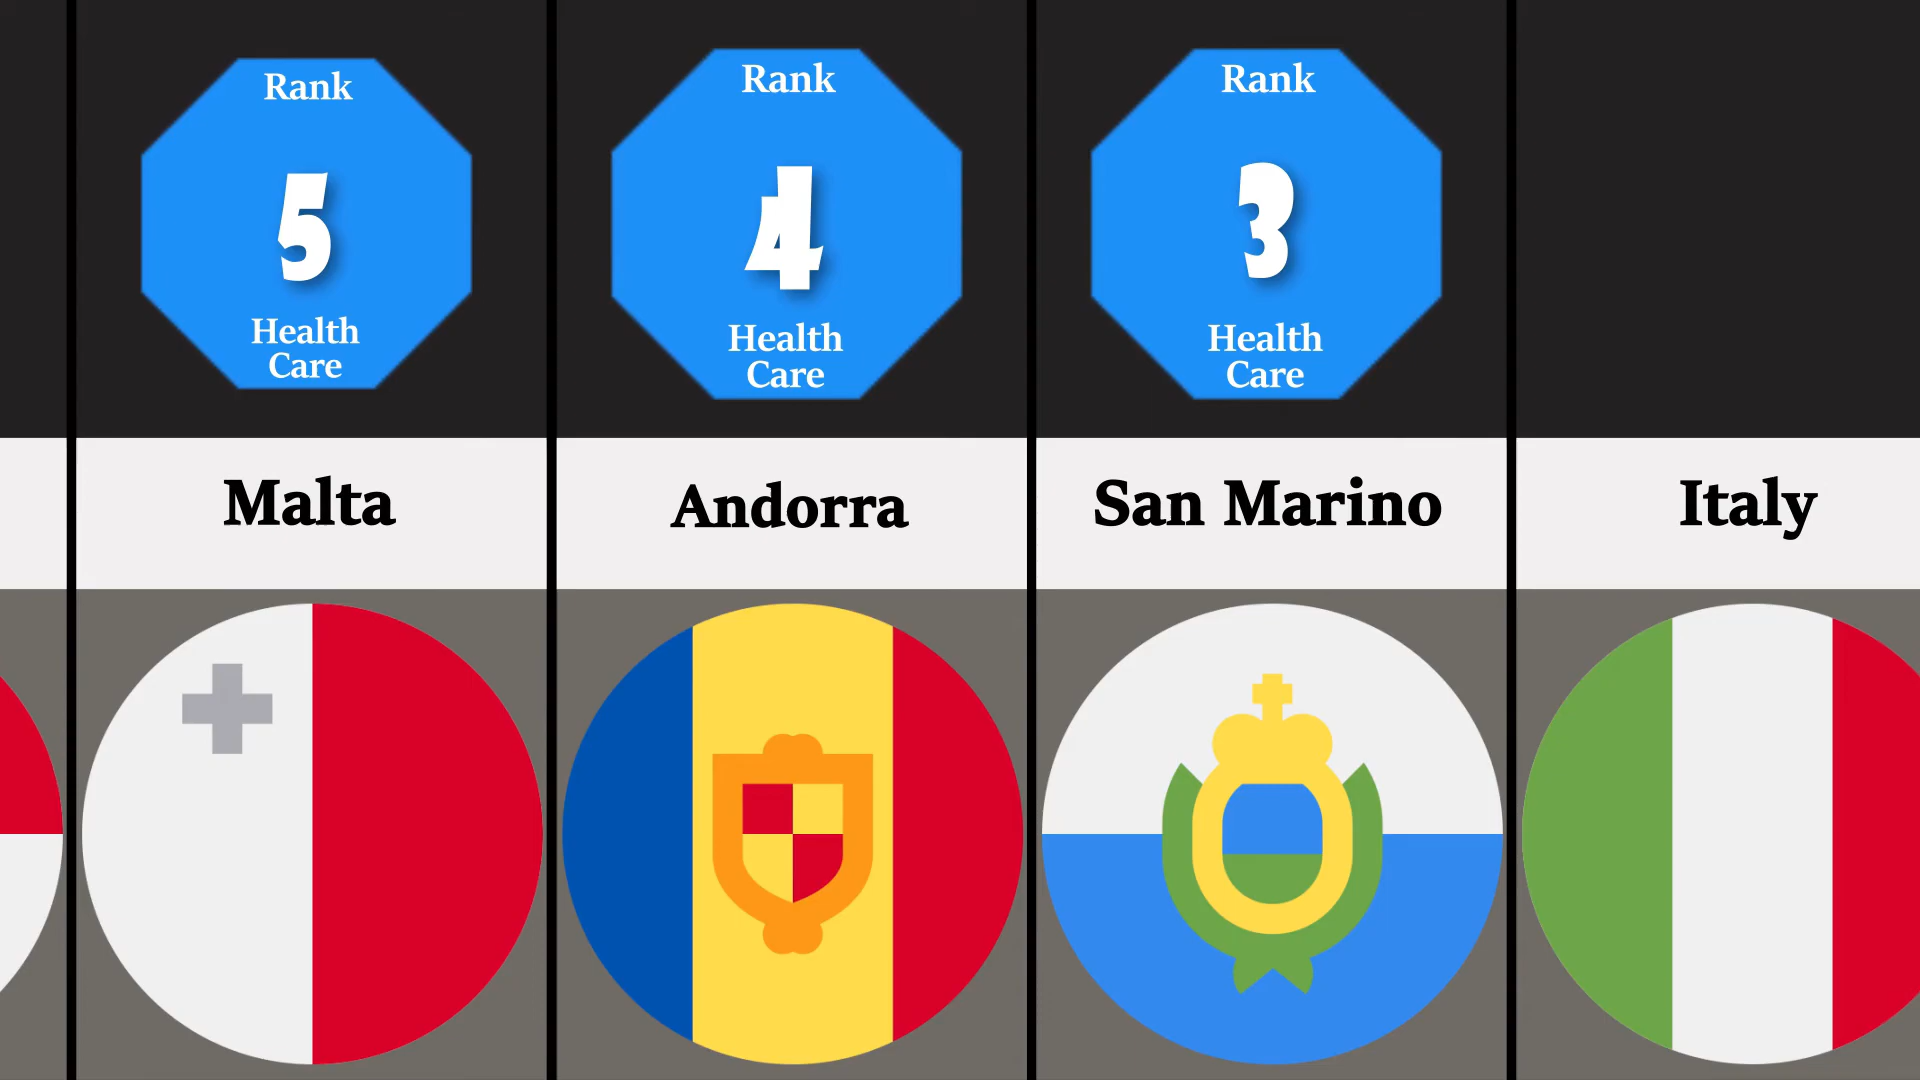 Rank
5
Health
Care
Malta
Rank
4
Health
Care
Andorra
Rank
3
Health
Care
San Marino
Italy